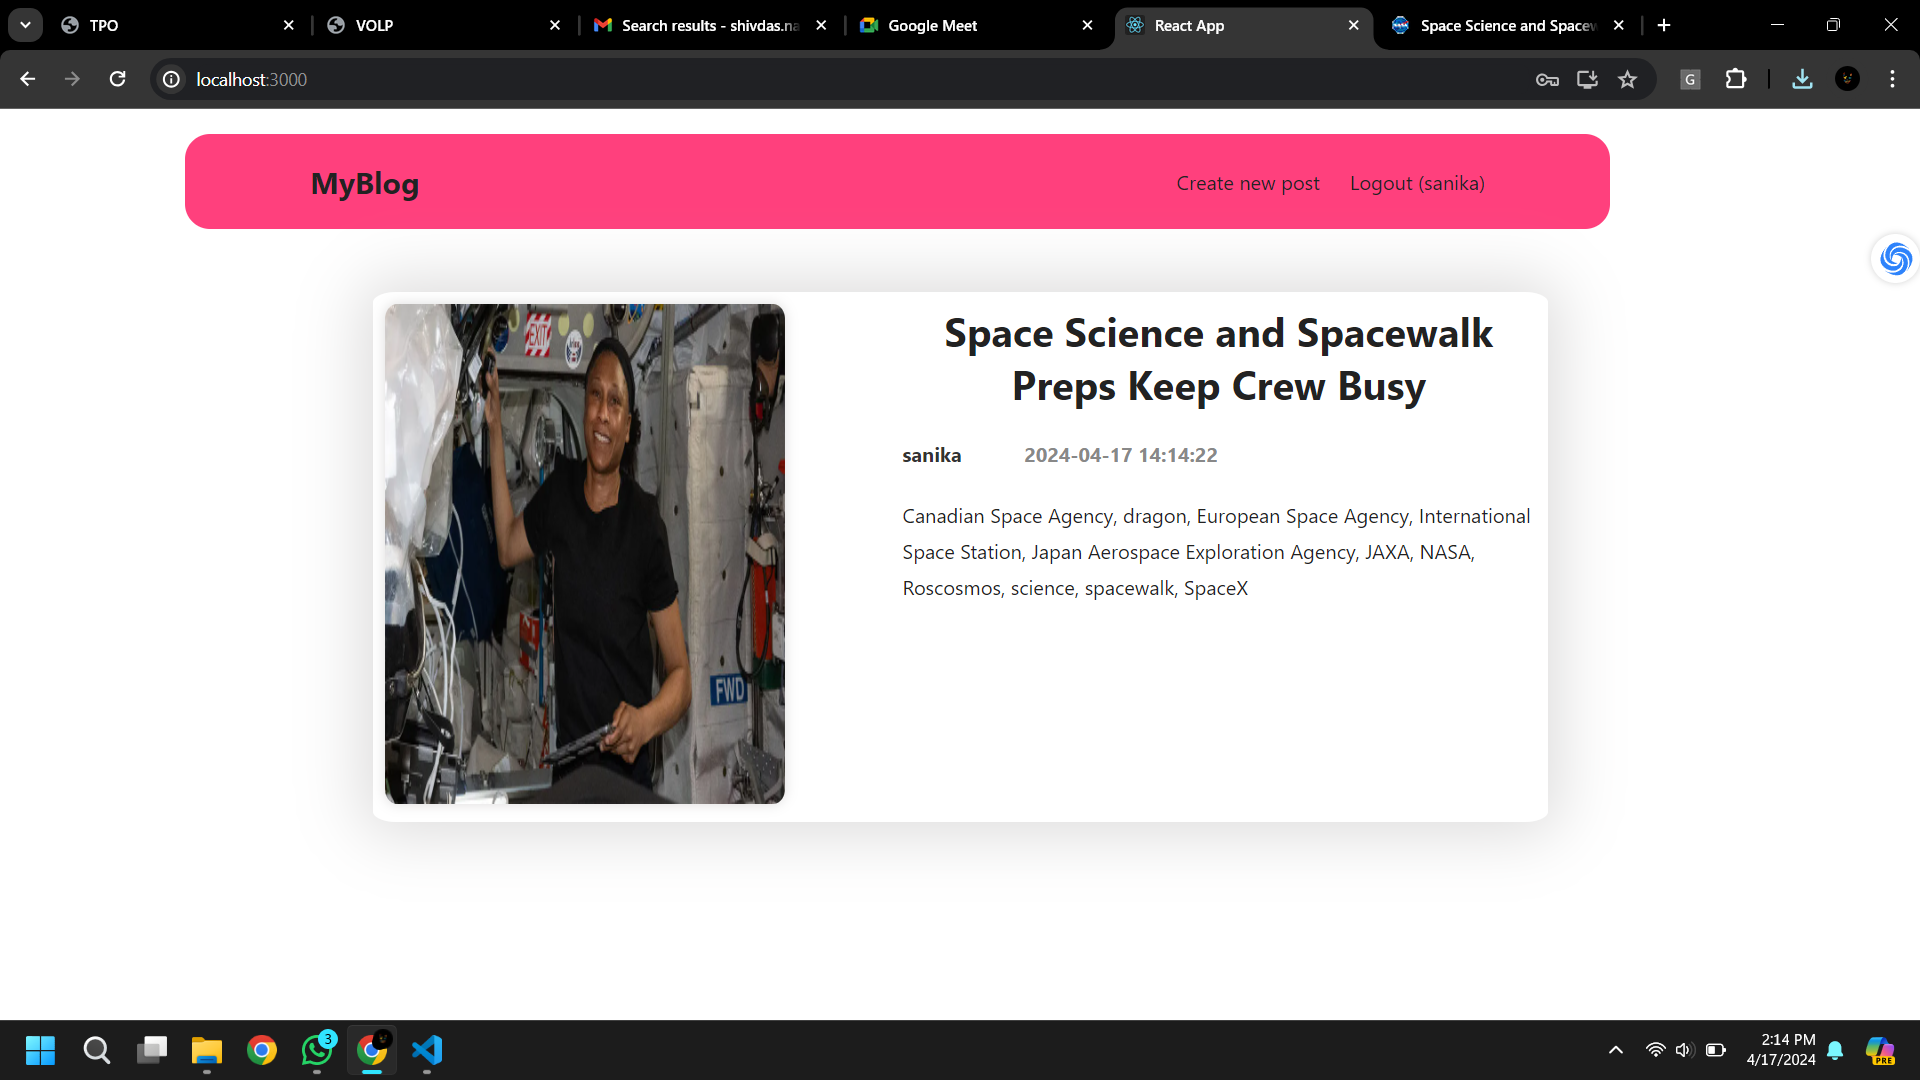 TPO
VOLP
Search results - shivdas.na
Google Meet
React App
Space Science and Spacew
localhost:3000
G
MyBlog
Create new post
Logout (sanika)
EXIT
FWD
Space Science and Spacewalk
Preps Keep Crew Busy
sanika
2024-04-17 14:14:22
Canadian Space Agency, dragon, European Space Agency, International
Space Station, Japan Aerospace Exploration Agency, JAXA, NASA,
Roscosmos, science, spacewalk, SpaceX
3
2:14 PM
4/17/2024
PRE